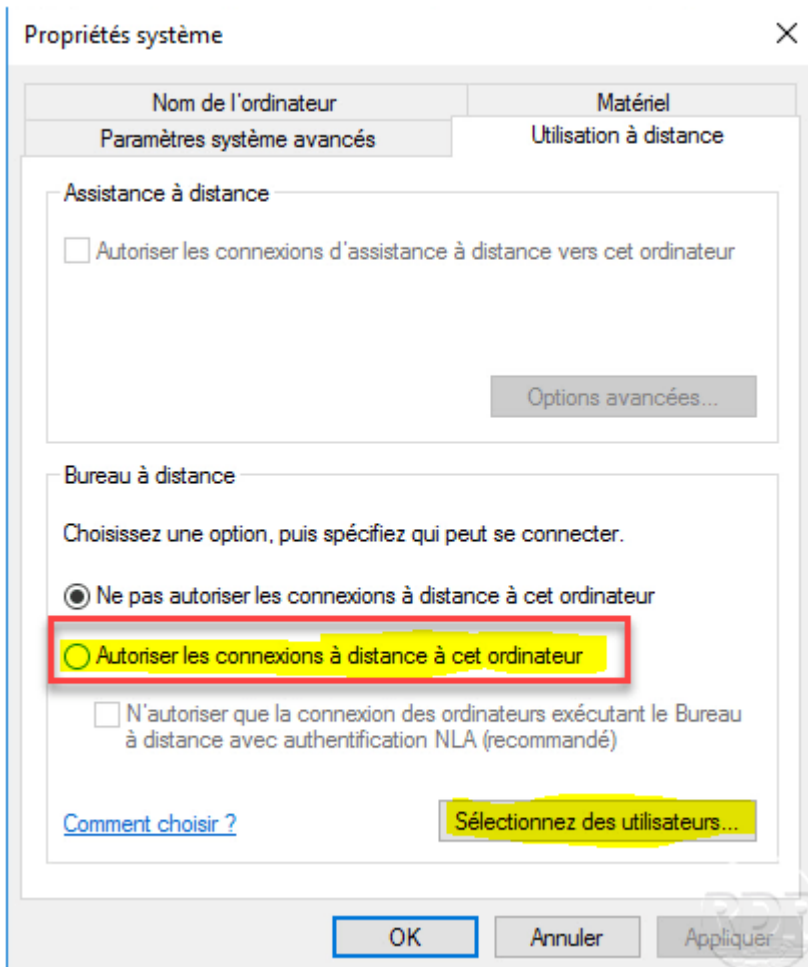 Propriétés système
Nom de l'ordinateur
Matériel
Paramètres système avancés
Utilisation à distance
Assistance à distance
Autoriser les connexions d'assistance à distance vers cet ordinateur
Options avancées...
Bureau à distance
Choisissez une option, puis spécifiez qui peut se connecter.
Ne pas autoriser les connexions à distance à cet ordinateur
Autoriser les connexions à distance à cet ordinateur
N'autoriser que la connexion des ordinateurs exécutant le Bureau
à distance avec authentification NLA (recommandé)
Comment choisir ?
Sélectionnez des utilisateurs...
OK
Annuler
Appliquer